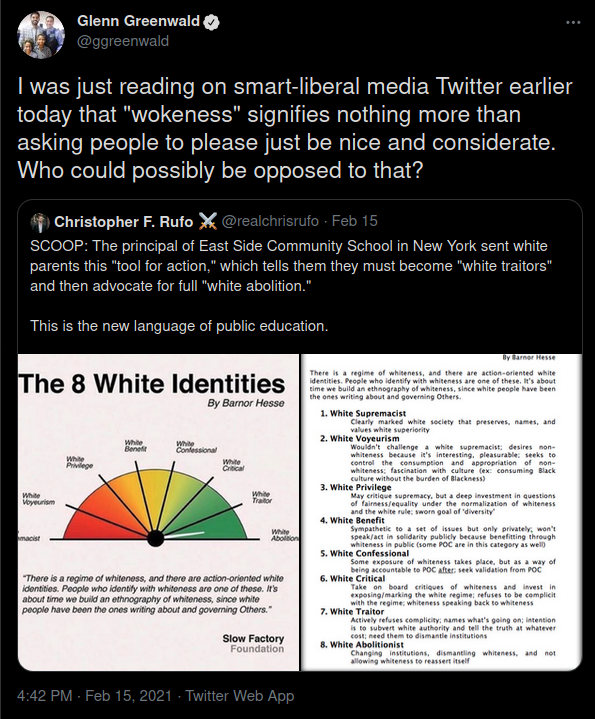 Glenn Greenwald
@ggreenwald
I was just reading on smart-liberal media Twitter earlier
today that "wokeness" signifies nothing more than
asking people to please just be nice and considerate.
Who could possibly be opposed to that?
Christopher F. Rufo @realchrisrufo · Feb 15
SCOOP: The principal of East Side Community School in New York sent white
parents this "tool for action," which tells them they must become "white traitors"
and then advocate for full "white abolition."
This is the new language of public education.
The 8 White Identities
By Barnor Hesse
White
Voyeurism
White
Privilege
White
Benefit
White
Confessional
White
Critical
White
Traitor
White
Abolition
macist
"There is a regime of whiteness, and there are action-oriented white
identities. People who identify with whiteness are one of these. It's
about time we build an ethnography of whiteness, since white
people have been the ones writing about and governing Others."
Slow Factory
Foundation
By Barnor Hesse
There is a regime of whiteness, and there are action-oriented white
identities. People who identify with whiteness are one of these. It's about
time we build an ethnography of whiteness, since white people have been
the ones writing about and governing Others.
1. White Supremacist
Clearly marked white society that preserves, names, and
values white superiority
2. White Voyeurism
Wouldn't challenge a white supremacist; desires non-
whiteness because it's interesting, pleasurable; seeks to
control the consumption and appropriation of non-
whiteness; fascination with culture (ex: consuming Black
culture without the burden of Blackness)
3. White Privilege
May critique supremacy, but a deep investment in questions
of fairness/equality under the normalization of whiteness
and the white rule; sworn goal of 'diversity'
4. White Benefit
Sympathetic to a set of issues but only privately; won't
speak/act in solidarity publicly because benefitting through
whiteness in public (some POC are in this category as well)
5. White Confessional
Some exposure of whiteness takes place, but as a way of
being accountable to POC after; seek validation from POC
6. White Critical
Take on board critiques of whiteness and invest in
exposing/marking the white regime; refuses to be complicit
with the regime; whiteness speaking back to whiteness
7. White Traitor
Actively refuses complicity; names what's going on; intention
is to subvert white authority and tell the truth at whatever
cost; need them to dismantle institutions
8. White Abolitionist
Changing institutions, dismantling whiteness, and not
allowing whiteness to reassert itself
4:42 PM · Feb 15, 2021 · Twitter Web App